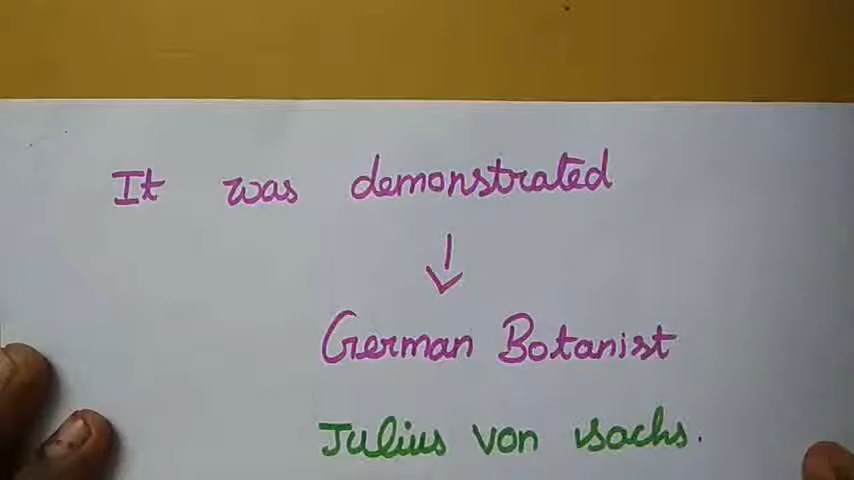 It was demonstrated
↓
German Botanist
Julius von Sachs.